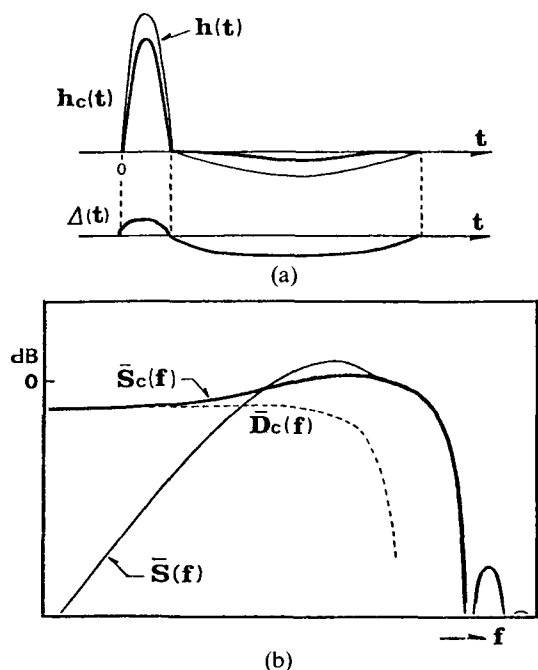 h(t)
hc(t)
t
0
Δ(t)
t
(a)
dB
0
S̄c(f)
D̄c(f)
S̄(f)
f
(b)